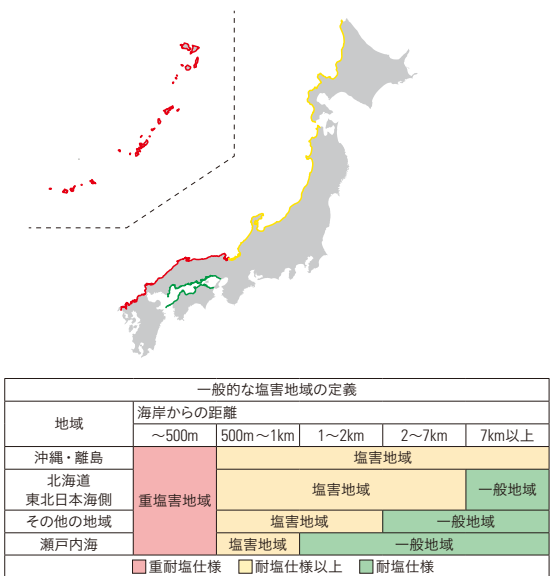 一般的な塩害地域の定義
地域
海岸からの距離
～500m 500m～1km 1～2km 2～7km 7km以上
沖縄・離島
塩害地域
北海道
東北日本海側
重塩害地域
塩害地域
一般地域
その他の地域
塩害地域
一般地域
瀬戸内海
塩害地域
一般地域
重耐塩仕様 耐塩仕様以上 耐塩仕様